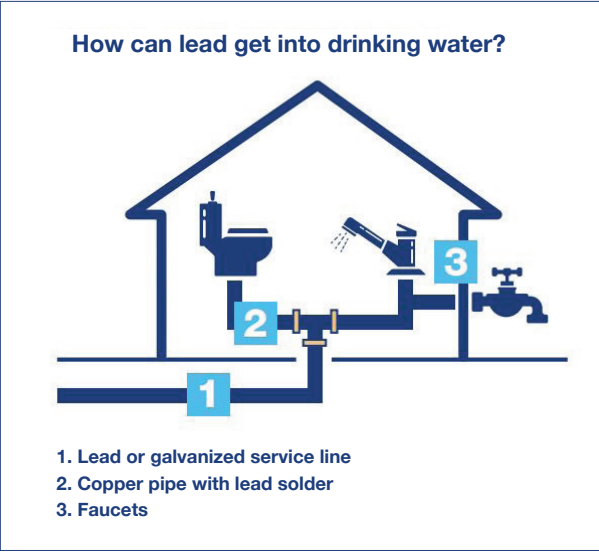 How can lead get into drinking water?
3
2
1
1. Lead or galvanized service line
2. Copper pipe with lead solder
3. Faucets